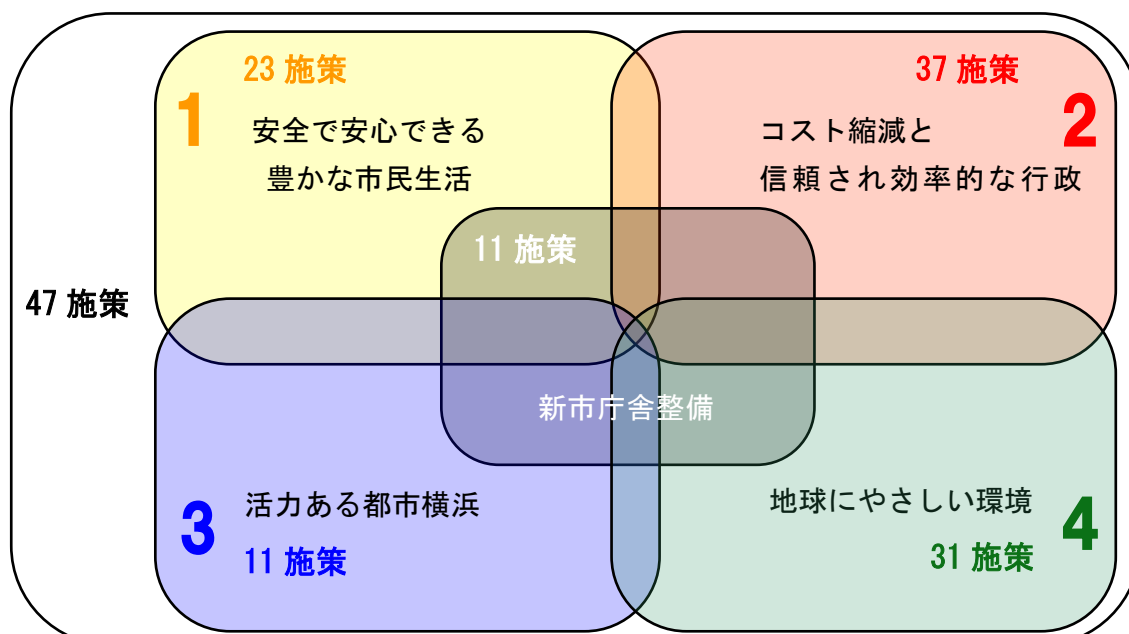 47 施策
1
23 施策
安全で安心できる
豊かな市民生活
2
37 施策
コスト縮減と
信頼され効率的な行政
11 施策
新市庁舎整備
3
活力ある都市横浜
11 施策
4
地球にやさしい環境
31 施策